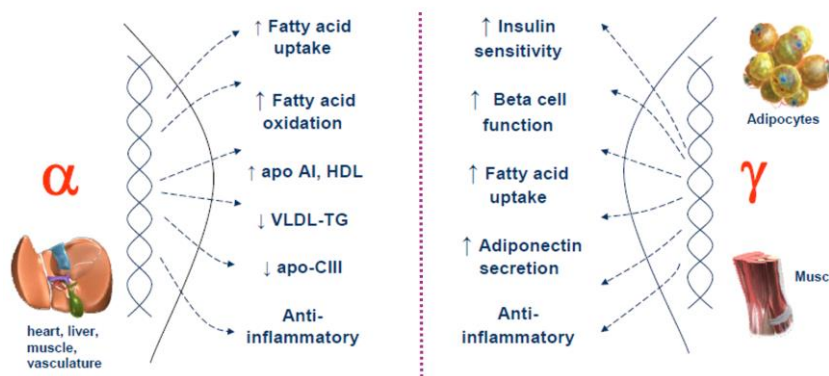 ↑ Fatty acid
uptake
↑ Fatty acid
oxidation
↑ apo AI, HDL
↓ VLDL-TG
↓ apo-CIII
Anti-
inflammatory
α
heart, liver,
muscle,
vasculature
↑ Insulin
sensitivity
↑ Beta cell
function
↑ Fatty acid
uptake
↑ Adiponectin
secretion
Anti-
inflammatory
Adipocytes
γ
Musc